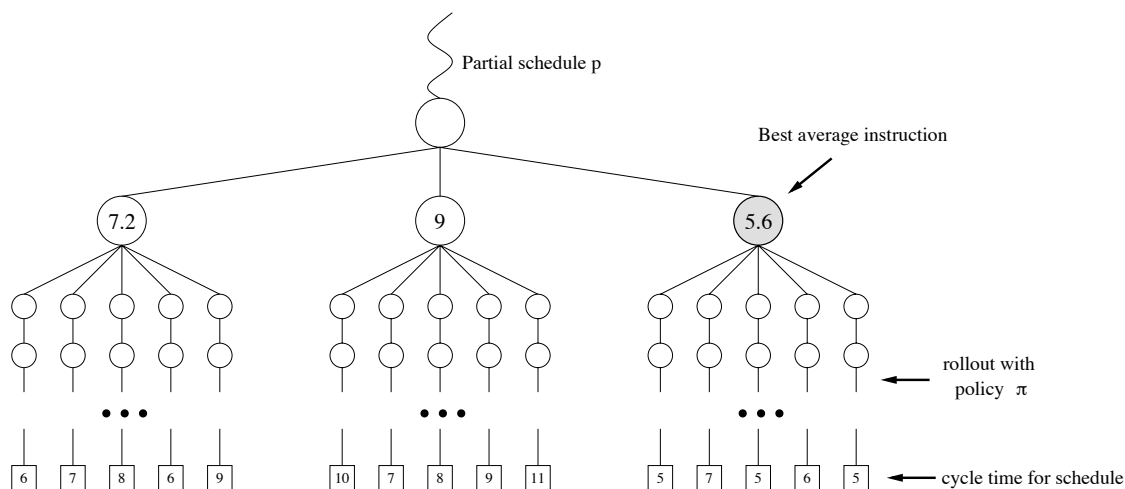 Partial schedule p
Best average instruction
7.2 9 5.6
rollout with
policy π
6 7 8 6 9 10 7 8 9 11 5 7 5 6 5
cycle time for schedule